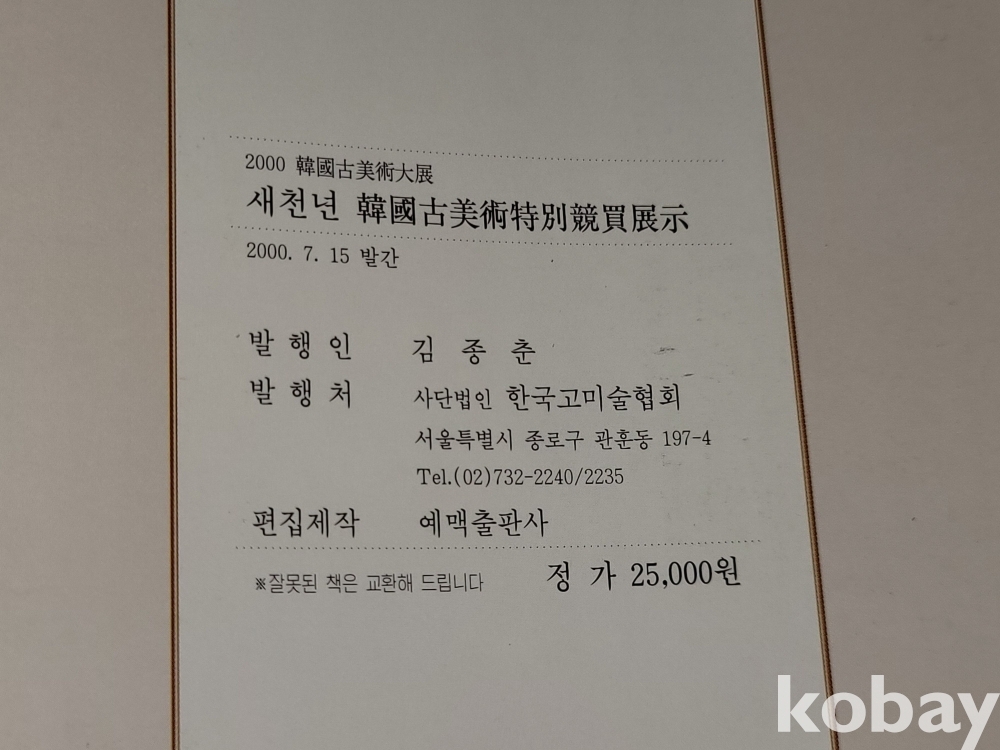 2000 韓國古美術大展
새천년 韓國古美術特別競買展示
2000. 7. 15 발간
발 행 인 김 종 춘
발 행 처 사단법인 한국고미술협회
서울특별시 종로구 관훈동 197-4
Tel.(02)732-2240/2235
편집제작 예맥출판사
※잘못된 책은 교환해 드립니다 정 가 25,000원
kobay